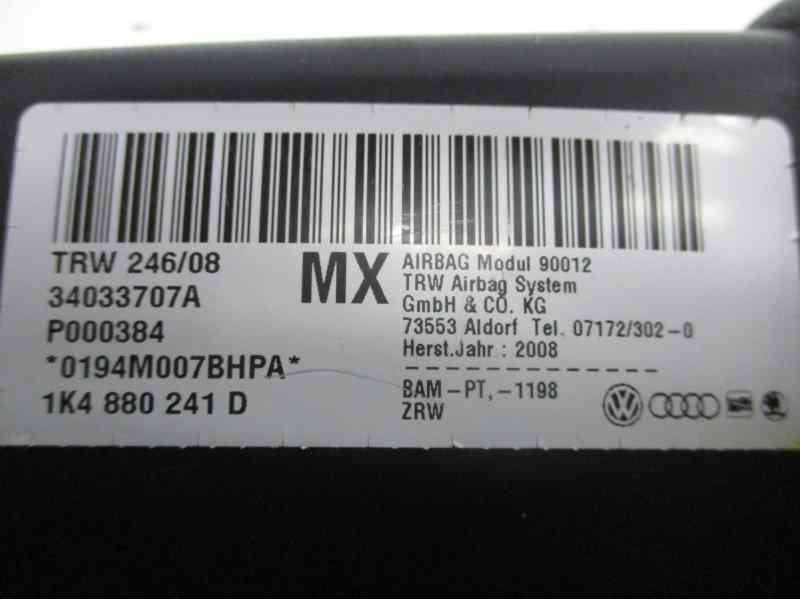 TRW 246/08
34033707A
P000384
*0194M007BHPA*
1K4 880 241 D
MX
AIRBAG Modul 90012
TRW Airbag System
GmbH & CO. KG
73553 Aldorf Tel. 07172/302-0
Herst.Jahr : 2008
BAM-PT,-1198
ZRW